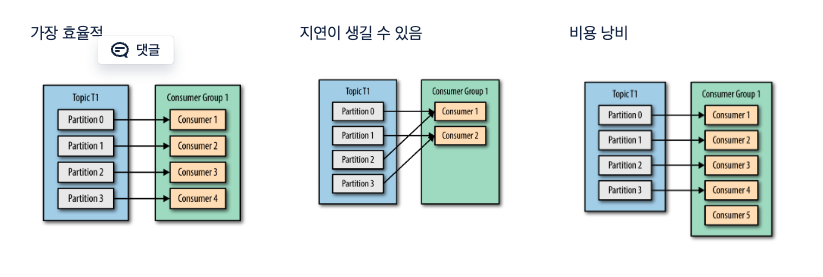 가장 효율적
댓글
Topic T1
Consumer Group 1
Partition 0
Consumer 1
Partition 1
Consumer 2
Partition 2
Consumer 3
Partition 3
Consumer 4
지연이 생길 수 있음
Topic T1
Consumer Group 1
Partition 0
Consumer 1
Partition 1
Consumer 2
Partition 2
Partition 3
비용 낭비
Topic T1
Consumer Group 1
Partition 0
Consumer 1
Partition 1
Consumer 2
Partition 2
Consumer 3
Partition 3
Consumer 4
Consumer 5